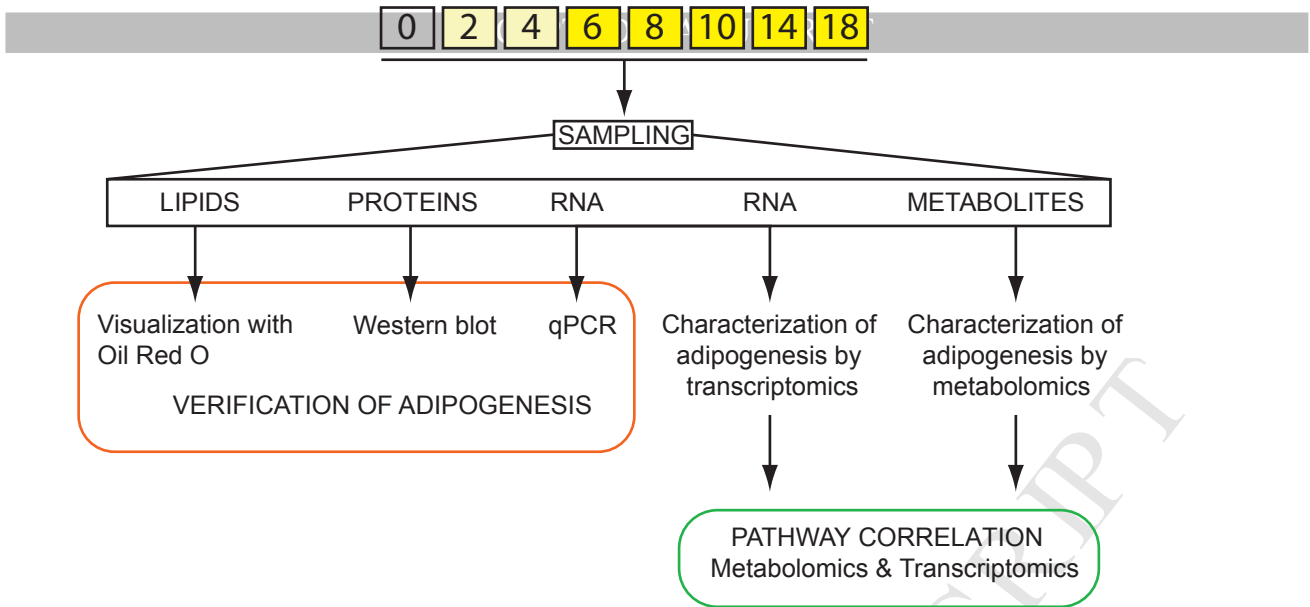 0 2 4 6 8 10 14 18
SAMPLING
LIPIDS PROTEINS RNA RNA METABOLITES
Visualization with
Oil Red O
Western blot
qPCR
Characterization of
adipogenesis by
transcriptomics
Characterization of
adipogenesis by
metabolomics
VERIFICATION OF ADIPOGENESIS
PATHWAY CORRELATION
Metabolomics & Transcriptomics